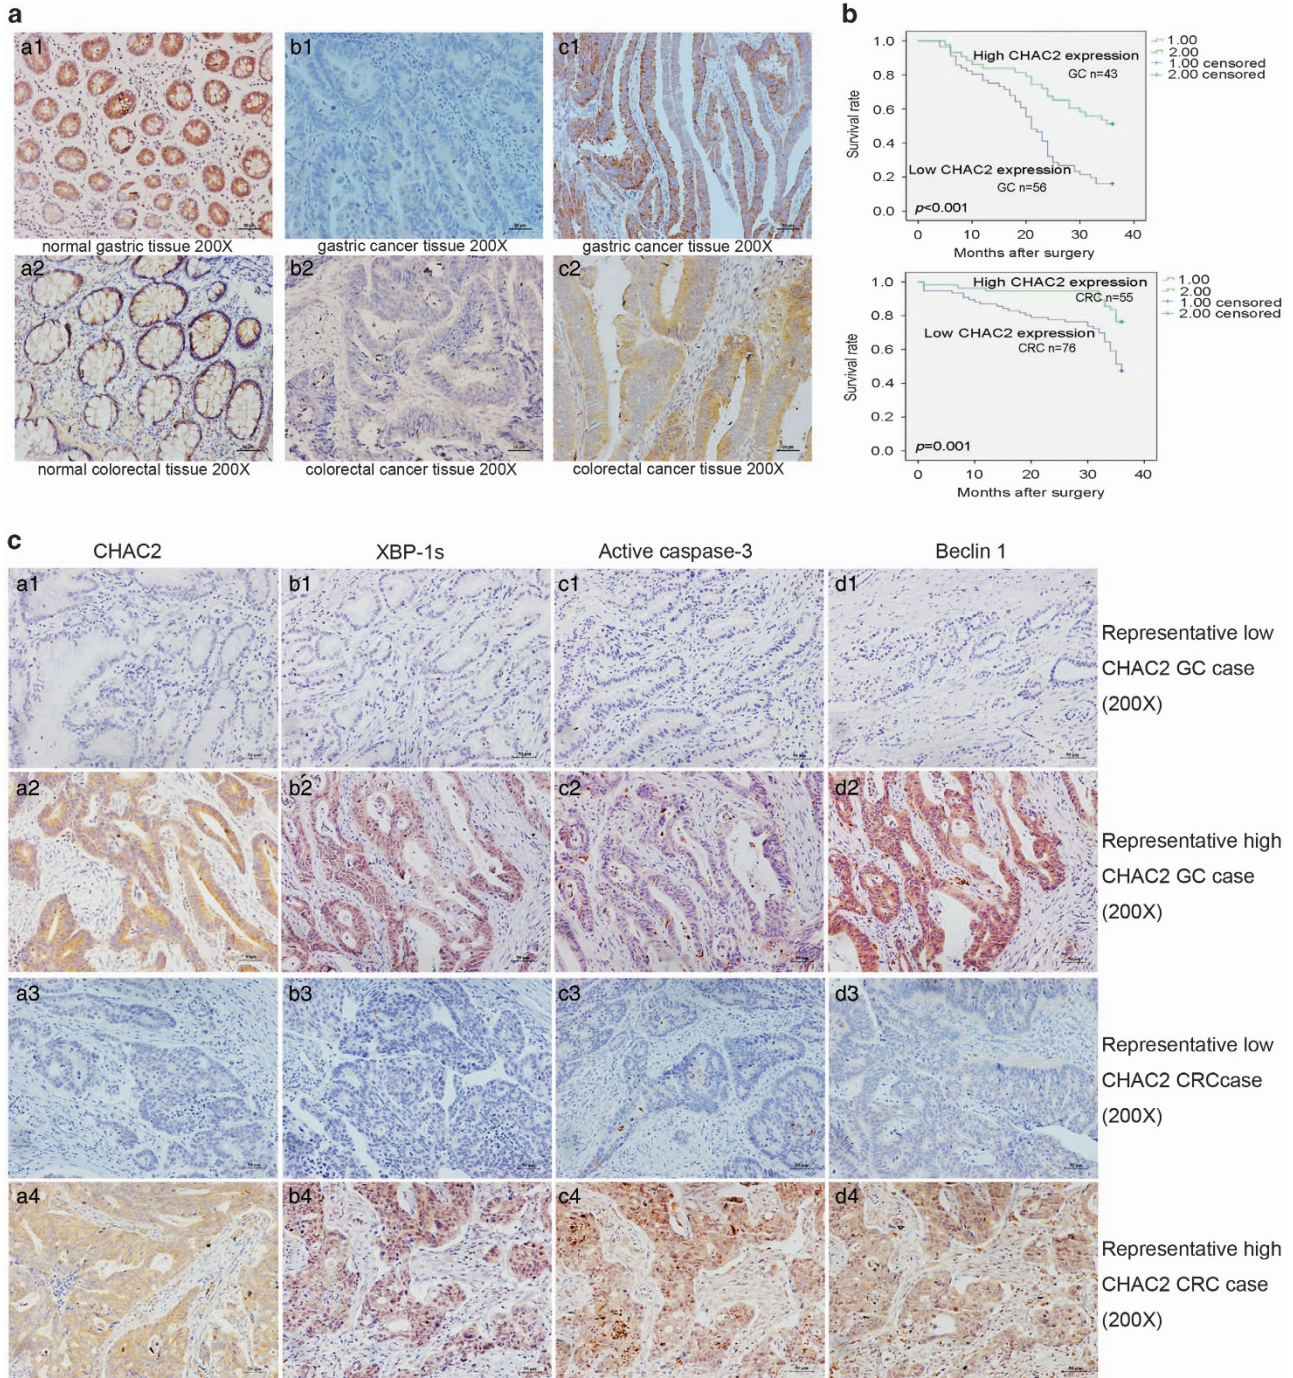 a
a1
b1
c1
normal gastric tissue 200X
gastric cancer tissue 200X
gastric cancer tissue 200X
a2
b2
c2
normal colorectal tissue 200X
colorectal cancer tissue 200X
colorectal cancer tissue 200X
b
1.0
0.8
0.6
0.4
0.2
0.0
Survival rate
High CHAC2 expression
GC n=43
Low CHAC2 expression
GC n=56
p<0.001
0 10 20 30 40
Months after surgery
1.00
2.00
1.00 censored
2.00 censored
1.0
0.8
0.6
0.4
0.2
0.0
Survival rate
High CHAC2 expression
CRC n=55
Low CHAC2 expression
CRC n=76
p=0.001
0 10 20 30 40
Months after surgery
1.00
2.00
1.00 censored
2.00 censored
c
CHAC2 XBP-1s Active caspase-3 Beclin 1
a1 b1 c1 d1
Representative low
CHAC2 GC case
(200X)
a2 b2 c2 d2
Representative high
CHAC2 GC case
(200X)
a3 b3 c3 d3
Representative low
CHAC2 CRCcase
(200X)
a4 b4 c4 d4
Representative high
CHAC2 CRC case
(200X)